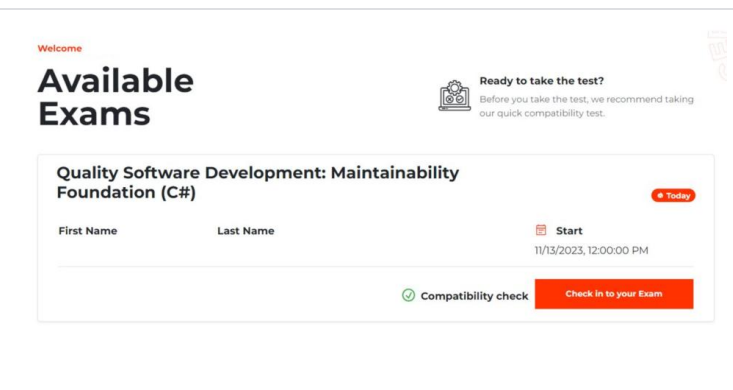 Welcome
Available
Exams
Ready to take the test?
Before you take the test, we recommend taking
our quick compatibility test.
Quality Software Development: Maintainability
Foundation (C#)
Today
First Name
Last Name
Start
11/13/2023, 12:00:00 PM
Compatibility check
Check in to your Exam